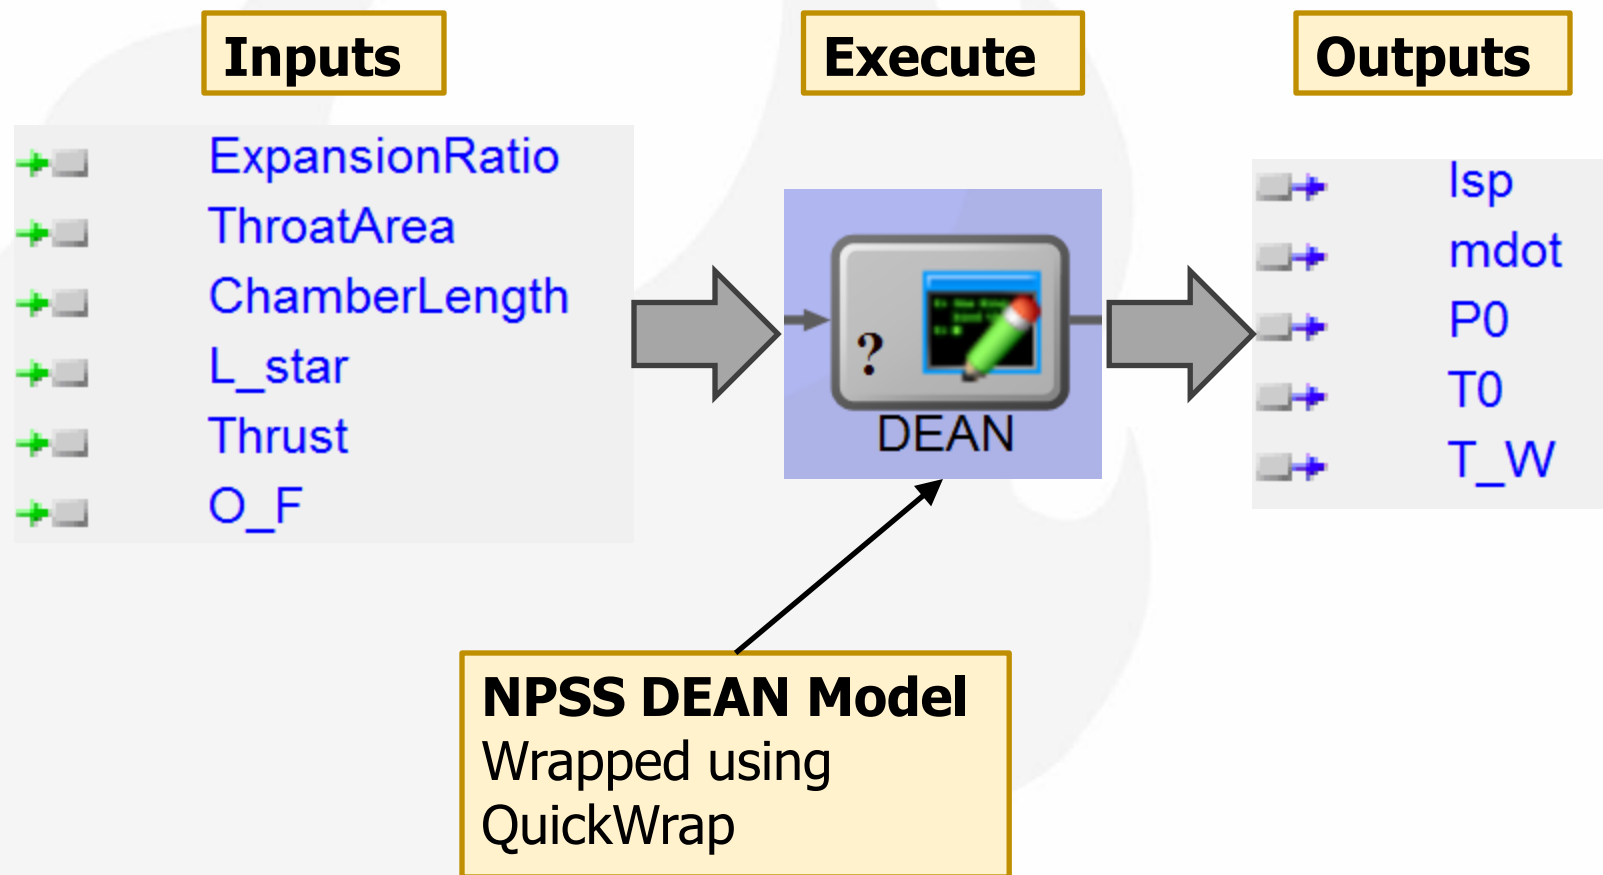 Inputs
Execute
Outputs
ExpansionRatio
ThroatArea
ChamberLength
L_star
Thrust
O_F
?
DEAN
Isp
mdot
P0
T0
T_W
NPSS DEAN Model
Wrapped using
QuickWrap